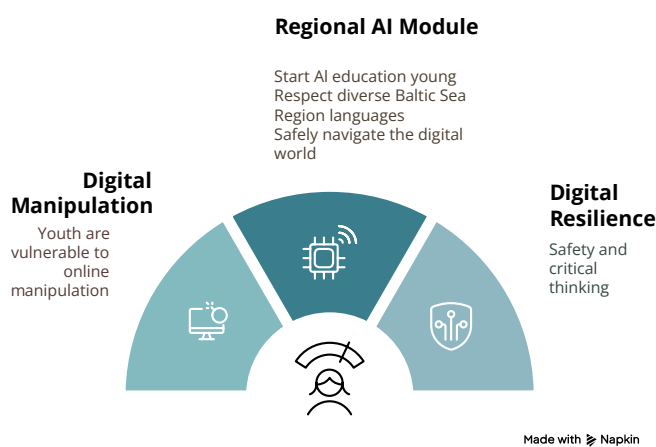 Regional AI Module
Start AI education young
Respect diverse Baltic Sea
Region languages
Safely navigate the digital
world
Digital
Manipulation
Youth are
vulnerable to
online
manipulation
Digital
Resilience
Safety and
critical
thinking
Made with Napkin